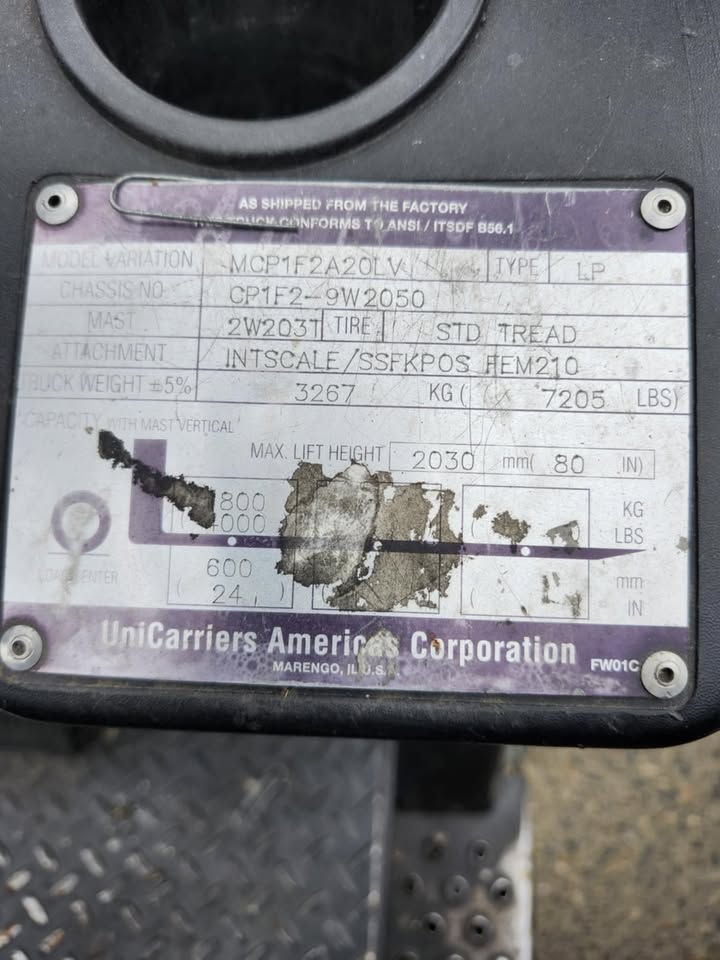 AS SHIPPED FROM THE FACTORY
TRUCK CONFORMS TO ANSI / ITSDF B56.1
MODEL VARIATION MCP1F2A20LV TYPE LP
CHASSIS NO CP1F2-9W2050
MAST 2W203T TIRE STD TREAD
ATTACHMENT INTSCALE/SSFKPOS FEM210
TRUCK WEIGHT ±5% 3267 KG ( 7205 LBS)
CAPACITY WITH MAST VERTICAL
MAX. LIFT HEIGHT 2030 mm( 80 IN)
800 KG
000 LBS
CENTER 600 mm
( 24 ) IN
UniCarriers Americas Corporation
MARENGO, IL U.S. FW01C